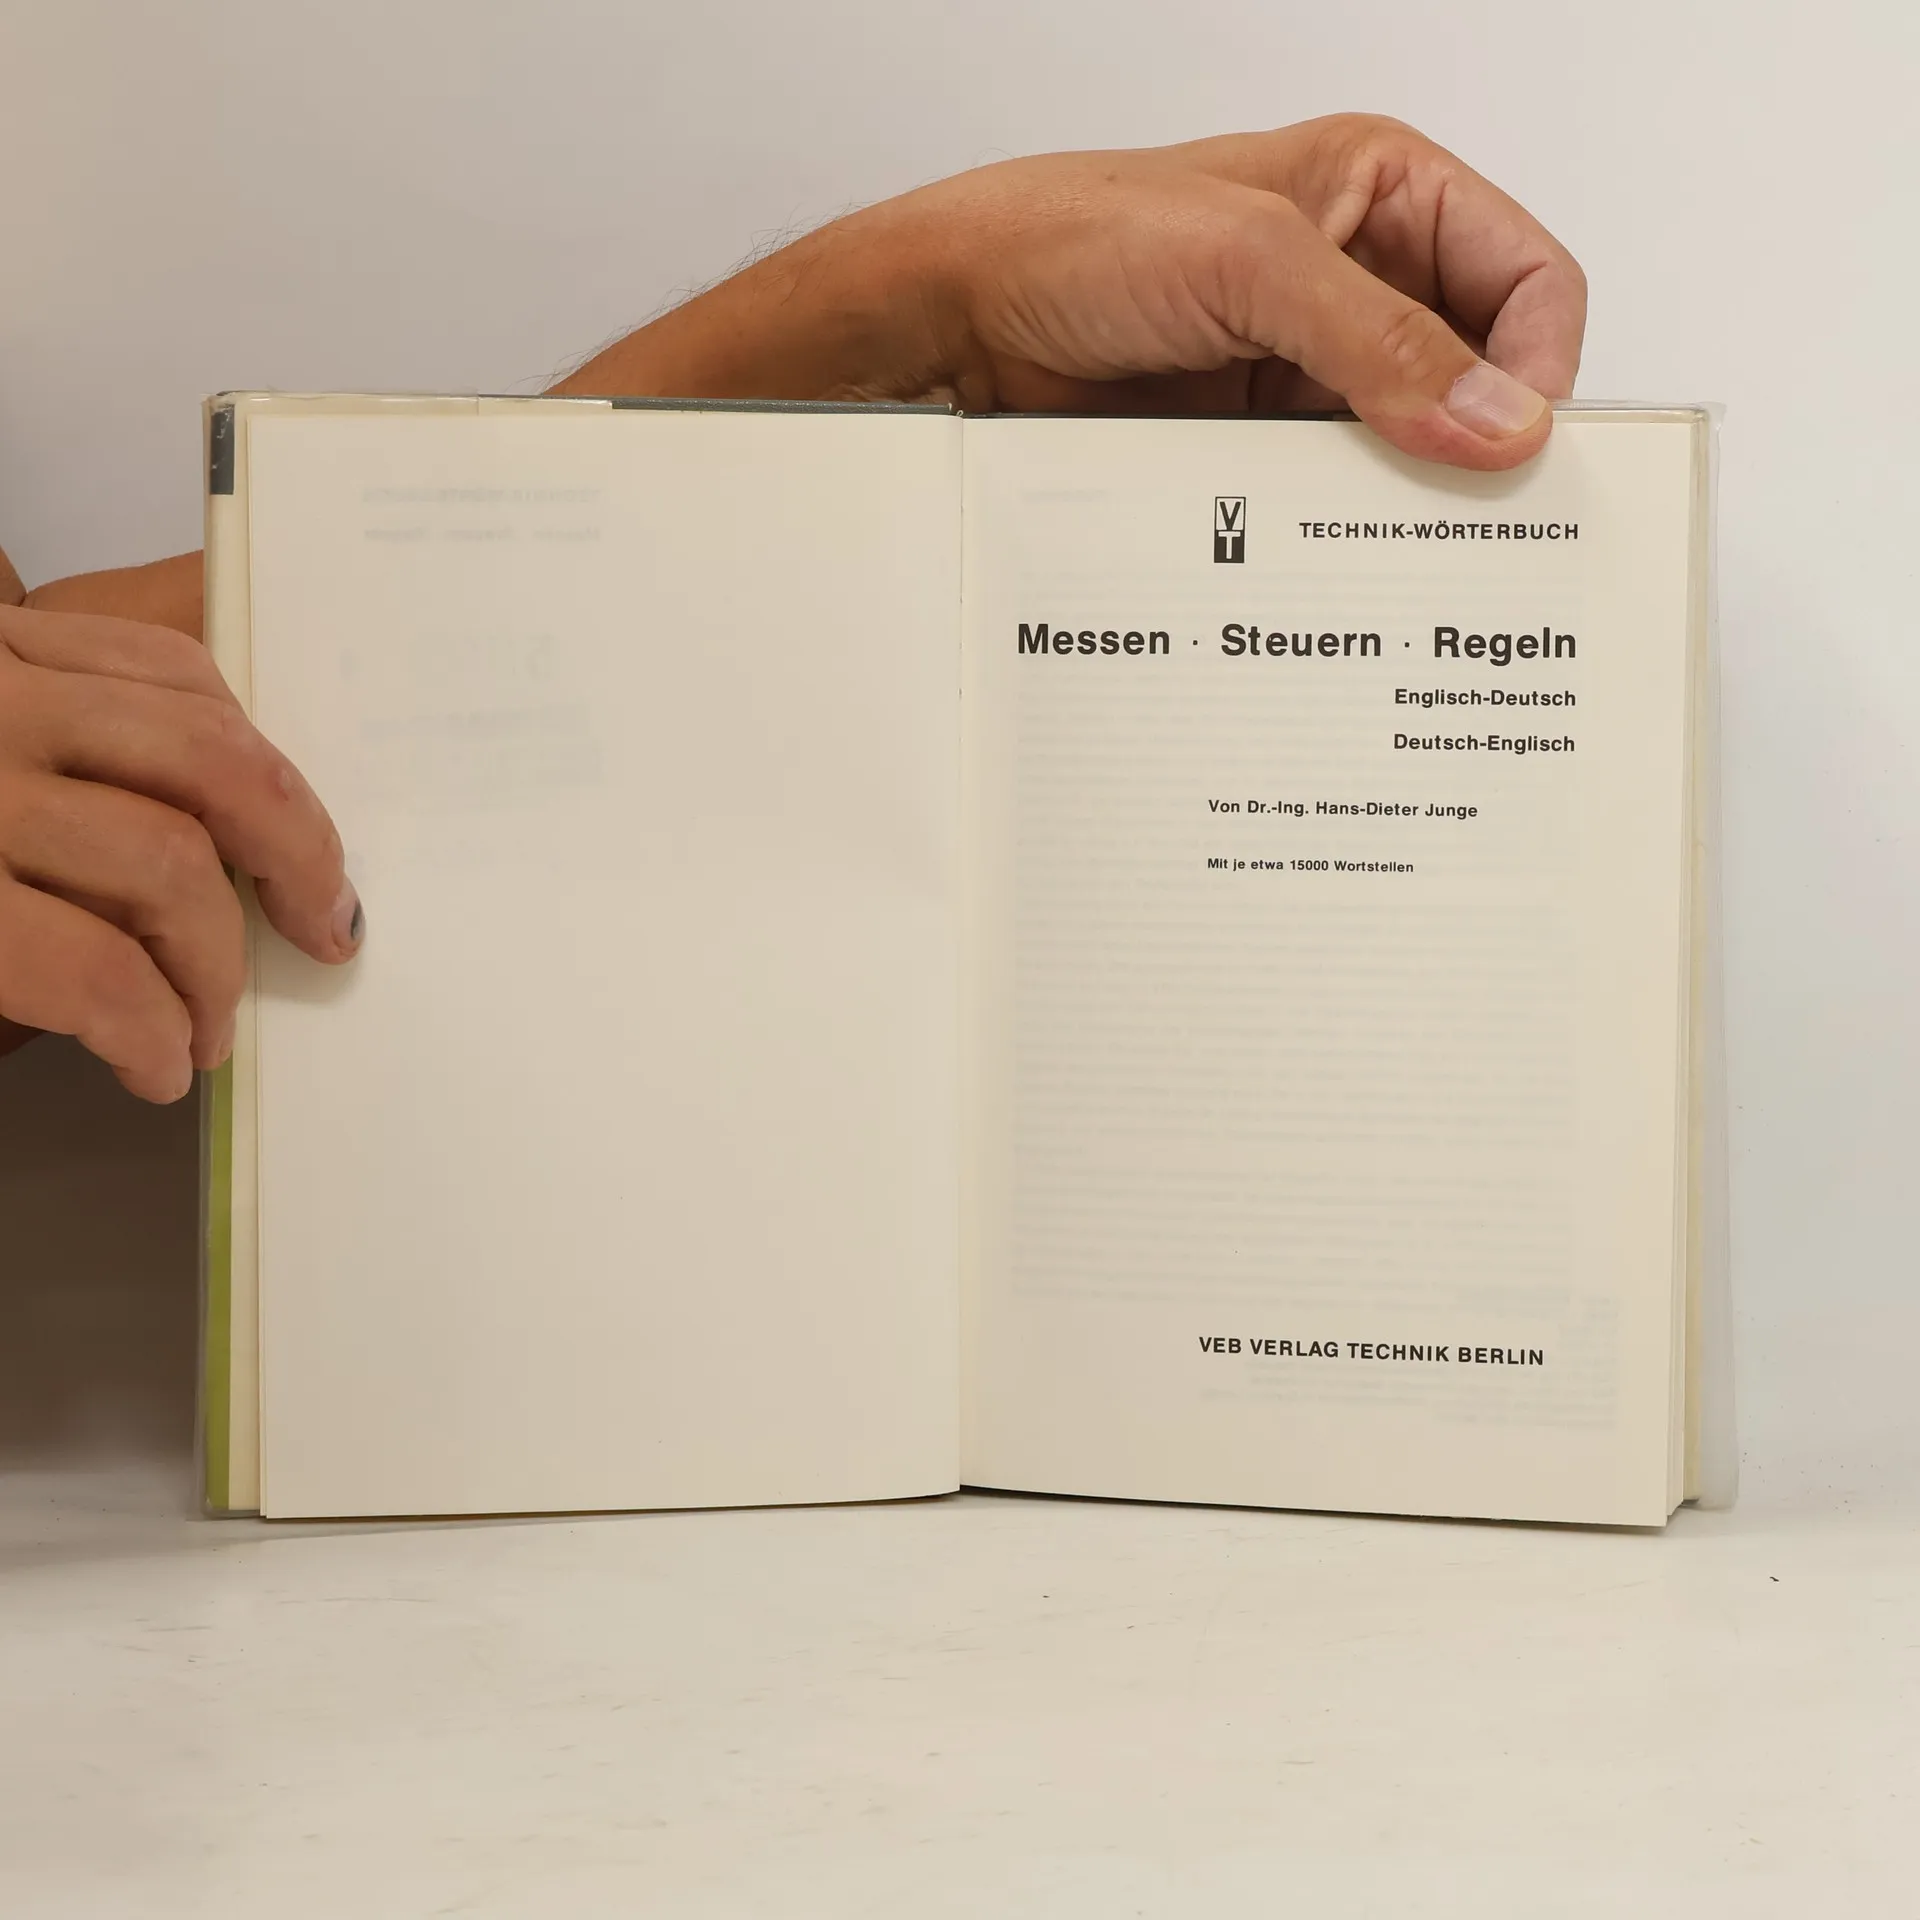 VT
TECHNIK-WÖRTERBUCH
Messen · Steuern · Regeln
Englisch-Deutsch
Deutsch-Englisch
Von Dr.-Ing. Hans-Dieter Junge
Mit je etwa 15000 Wortstellen
VEB VERLAG TECHNIK BERLIN